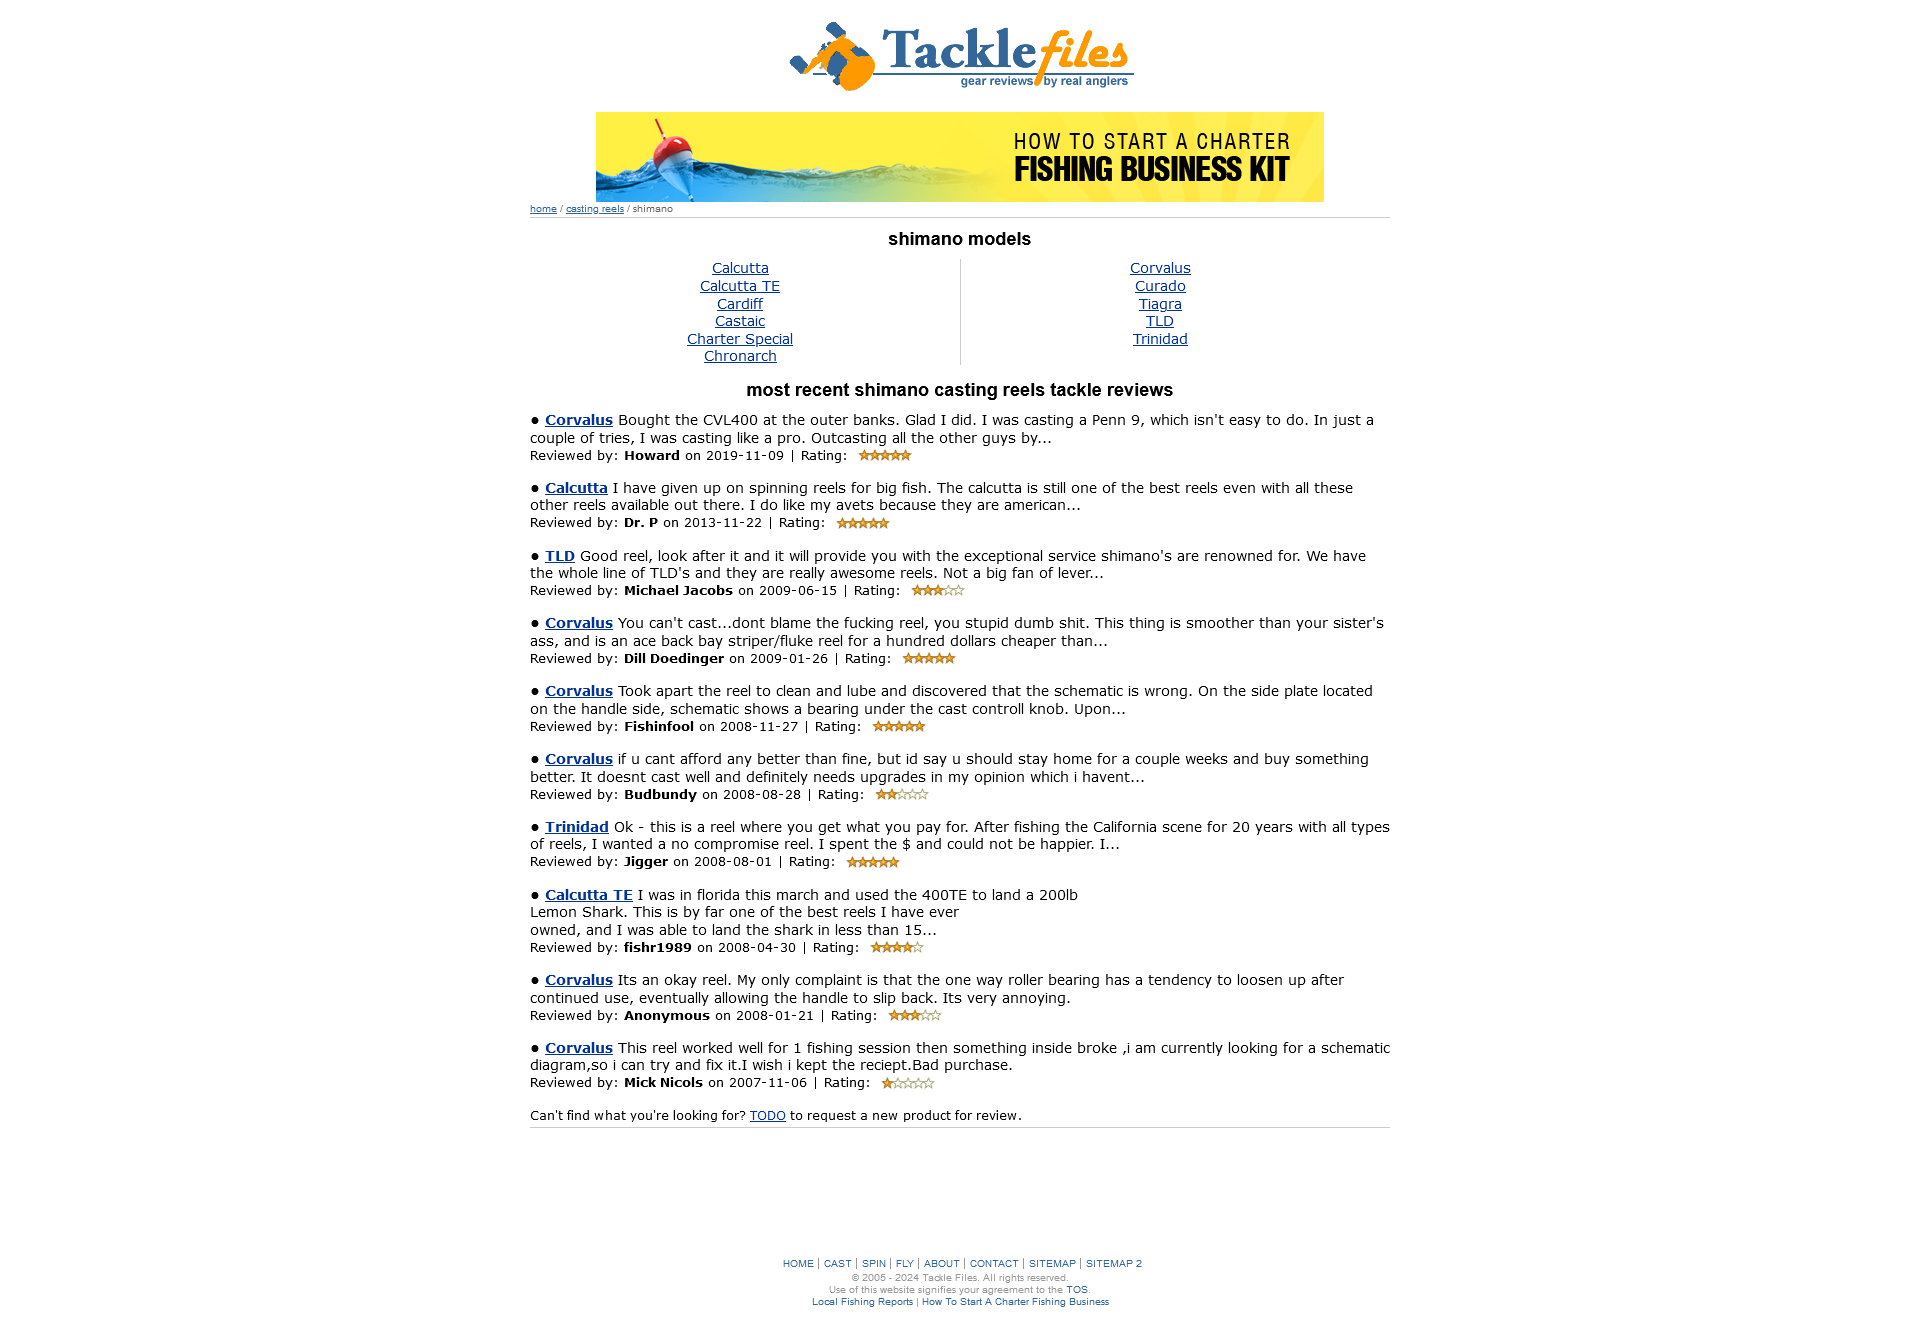 Tacklefiles
gear reviews by real anglers
HOW TO START A CHARTER
FISHING BUSINESS KIT
home / casting reels / shimano
shimano models
Calcutta
Calcutta TE
Cardiff
Castaic
Charter Special
Chronarch
Corvalus
Curado
Tiagra
TLD
Trinidad
most recent shimano casting reels tackle reviews
● Corvalus Bought the CVL400 at the outer banks. Glad I did. I was casting a Penn 9, which isn't easy to do. In just a
couple of tries, I was casting like a pro. Outcasting all the other guys by...
Reviewed by: Howard on 2019-11-09 | Rating:
● Calcutta I have given up on spinning reels for big fish. The calcutta is still one of the best reels even with all these
other reels available out there. I do like my avets because they are american...
Reviewed by: Dr. P on 2013-11-22 | Rating:
● TLD Good reel, look after it and it will provide you with the exceptional service shimano's are renowned for. We have
the whole line of TLD's and they are really awesome reels. Not a big fan of lever...
Reviewed by: Michael Jacobs on 2009-06-15 | Rating:
● Corvalus You can't cast...dont blame the fucking reel, you stupid dumb shit. This thing is smoother than your sister's
ass, and is an ace back bay striper/fluke reel for a hundred dollars cheaper than...
Reviewed by: Dill Doedinger on 2009-01-26 | Rating:
● Corvalus Took apart the reel to clean and lube and discovered that the schematic is wrong. On the side plate located
on the handle side, schematic shows a bearing under the cast controll knob. Upon...
Reviewed by: Fishinfool on 2008-11-27 | Rating:
● Corvalus if u cant afford any better than fine, but id say u should stay home for a couple weeks and buy something
better. It doesnt cast well and definitely needs upgrades in my opinion which i havent...
Reviewed by: Budbundy on 2008-08-28 | Rating:
● Trinidad Ok - this is a reel where you get what you pay for. After fishing the California scene for 20 years with all types
of reels, I wanted a no compromise reel. I spent the $ and could not be happier. I...
Reviewed by: Jigger on 2008-08-01 | Rating:
● Calcutta TE I was in florida this march and used the 400TE to land a 200lb
Lemon Shark. This is by far one of the best reels I have ever
owned, and I was able to land the shark in less than 15...
Reviewed by: fishr1989 on 2008-04-30 | Rating:
● Corvalus Its an okay reel. My only complaint is that the one way roller bearing has a tendency to loosen up after
continued use, eventually allowing the handle to slip back. Its very annoying.
Reviewed by: Anonymous on 2008-01-21 | Rating:
● Corvalus This reel worked well for 1 fishing session then something inside broke ,i am currently looking for a schematic
diagram,so i can try and fix it.I wish i kept the reciept.Bad purchase.
Reviewed by: Mick Nicols on 2007-11-06 | Rating:
Can't find what you're looking for? TODO to request a new product for review.
HOME | CAST | SPIN | FLY | ABOUT | CONTACT | SITEMAP | SITEMAP 2
© 2005 - 2024 Tackle Files. All rights reserved.
Use of this website signifies your agreement to the TOS.
Local Fishing Reports | How To Start A Charter Fishing Business